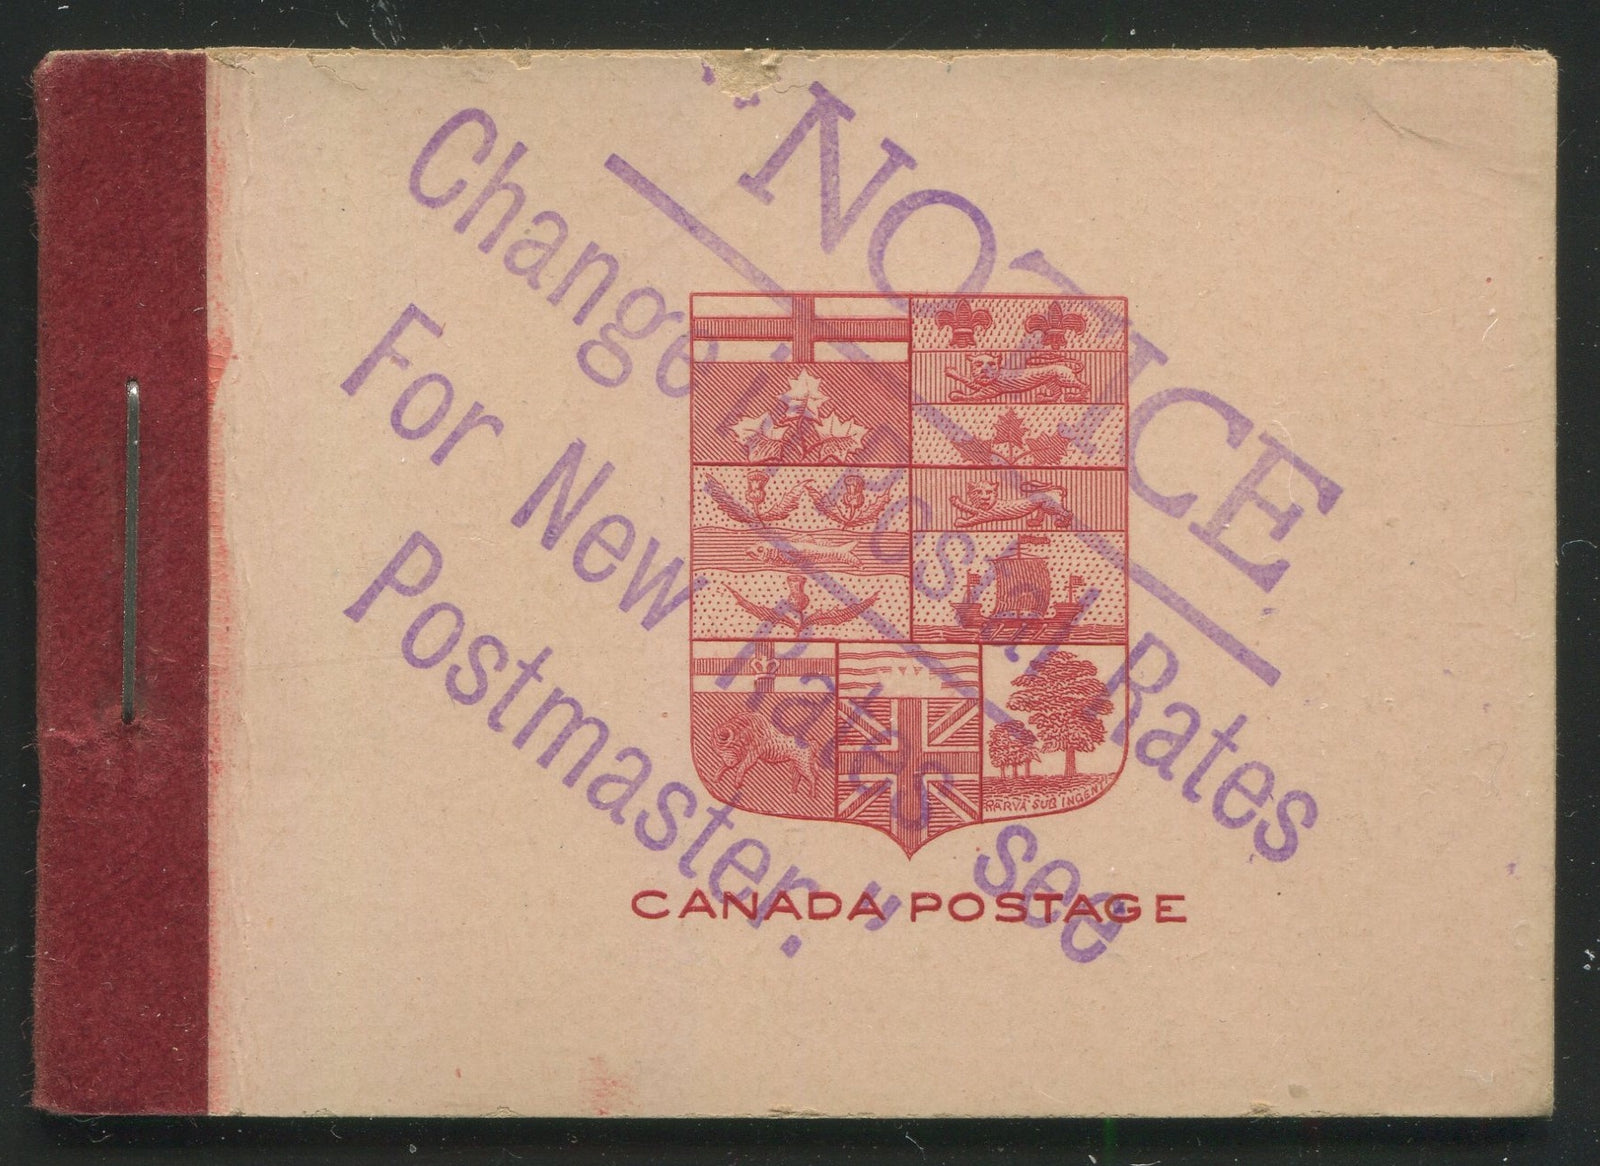 "NOTICE
Change in Postal Rates
For New Rates see
Postmaster."
PARVA SUB INGENTI
CANADA POSTAGE